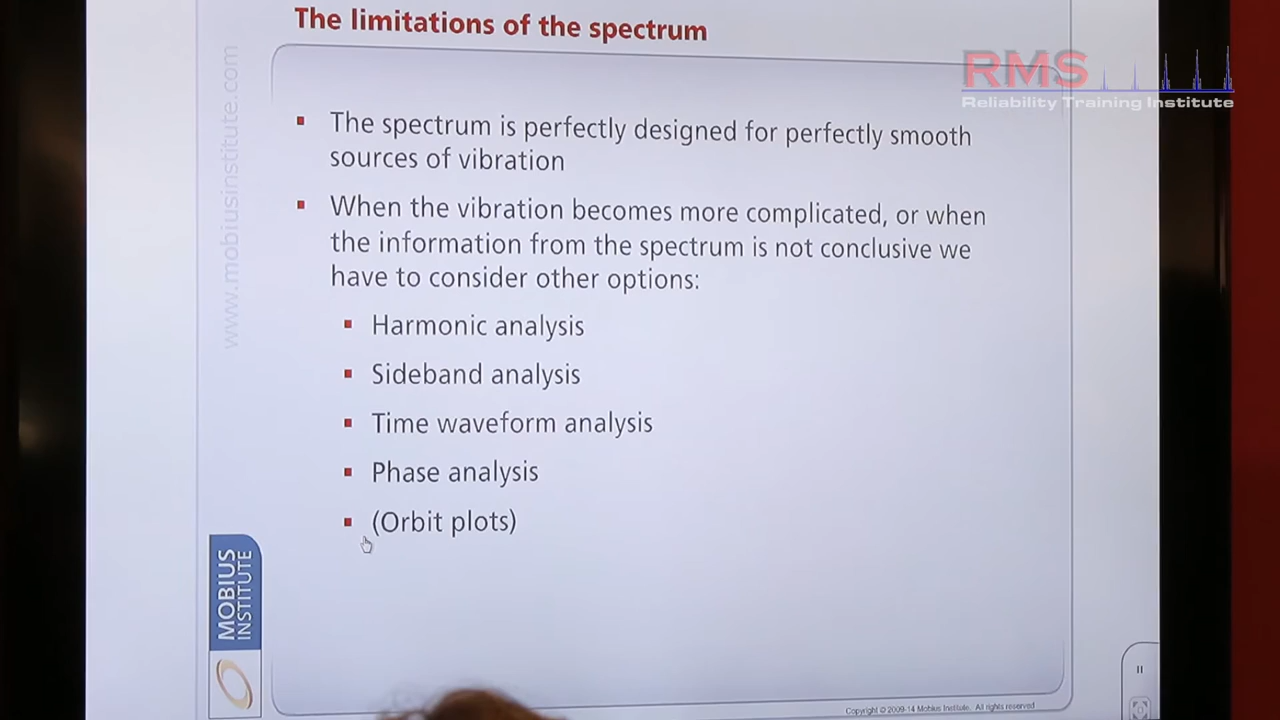 The limitations of the spectrum
RMS
Reliability Training Institute
www.mobiusinstitute.com
▪ The spectrum is perfectly designed for perfectly smooth
sources of vibration
▪ When the vibration becomes more complicated, or when
the information from the spectrum is not conclusive we
have to consider other options:
▪ Harmonic analysis
▪ Sideband analysis
▪ Time waveform analysis
▪ Phase analysis
▪ (Orbit plots)
MOBIUS
INSTITUTE
Copyright © 2009-14 Mobius Institute. All rights reserved